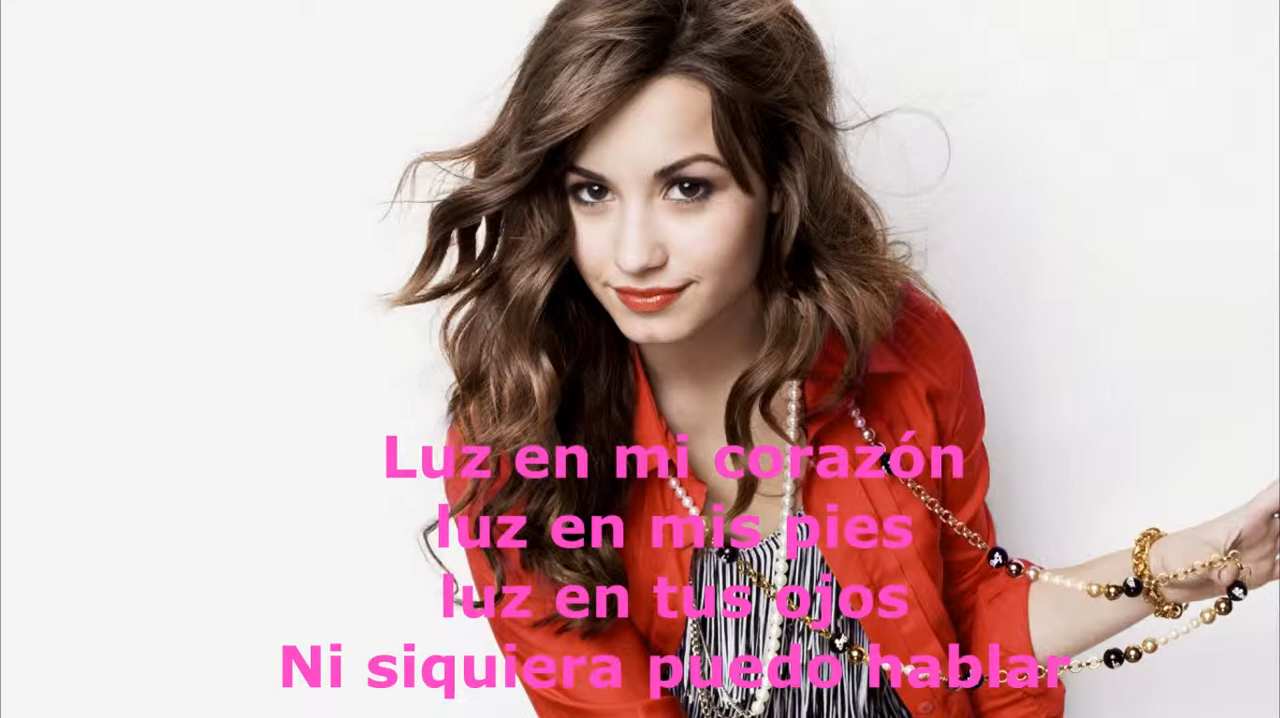 Luz en mi corazón
luz en mis pies
luz en tus ojos
Ni siquiera puedo hablar